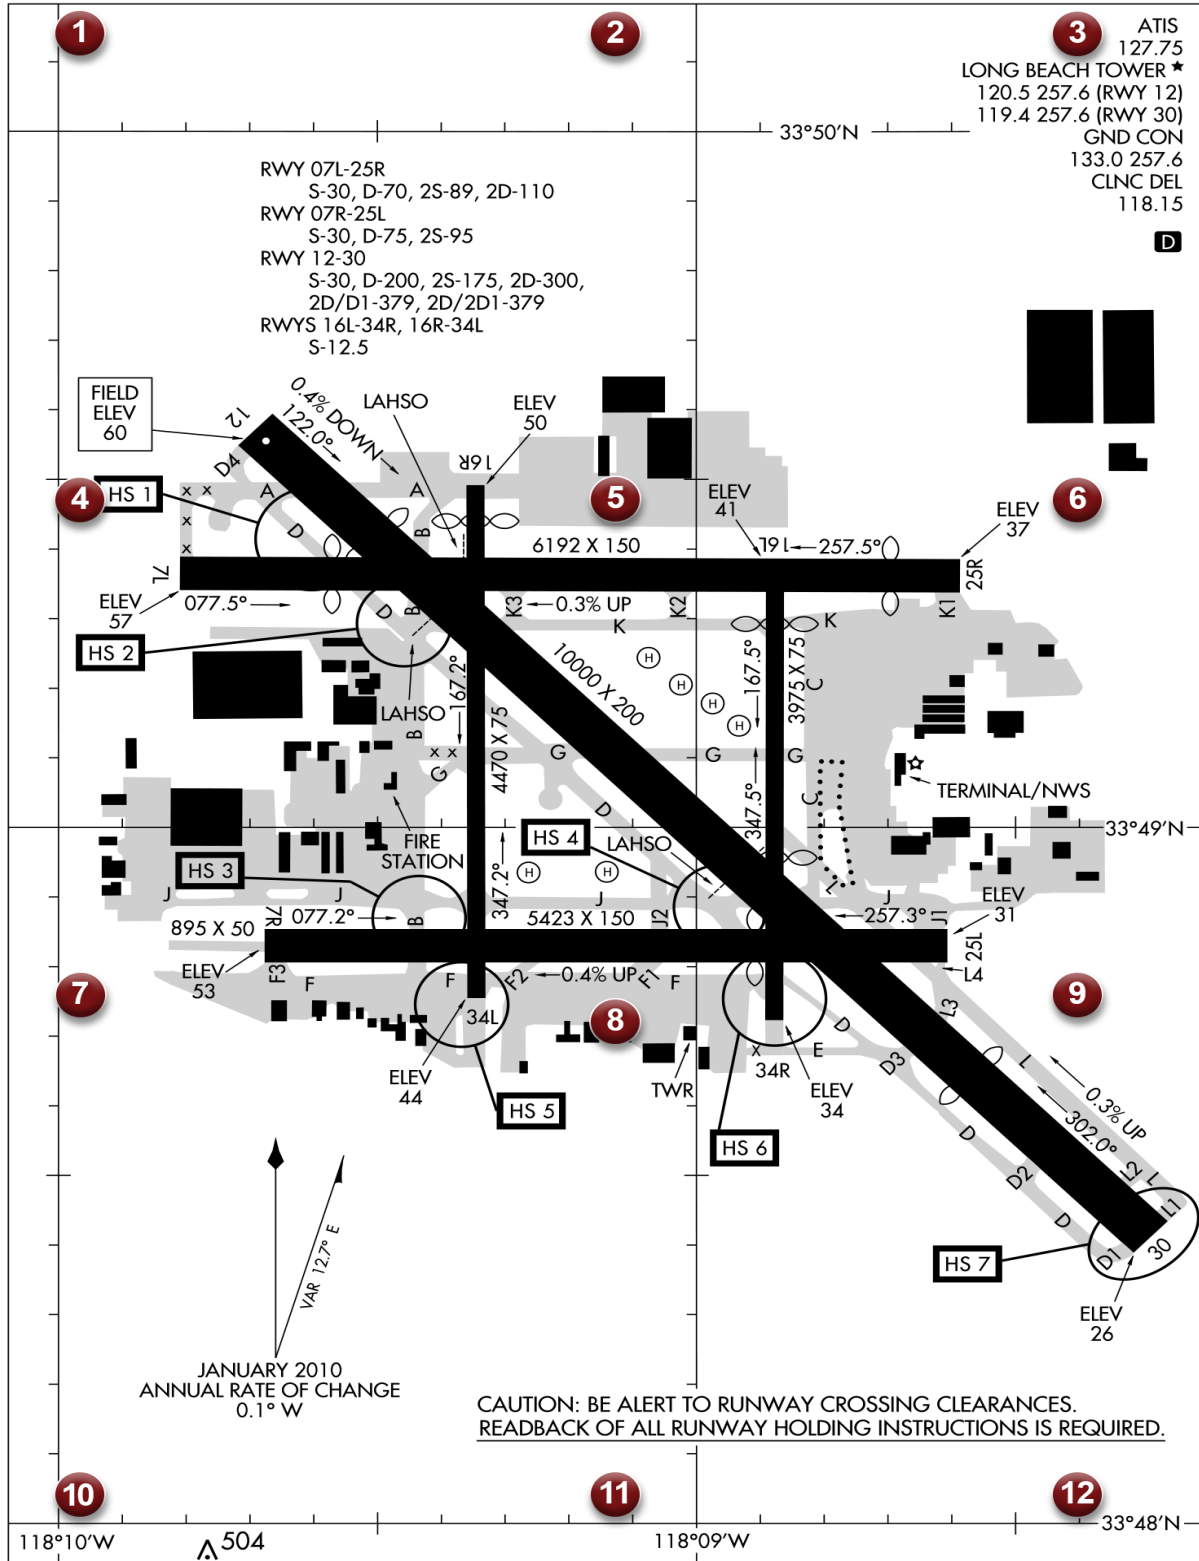 1
2
3
ATIS
127.75
LONG BEACH TOWER ★
120.5 257.6 (RWY 12)
119.4 257.6 (RWY 30)
GND CON
133.0 257.6
CLNC DEL
118.15
D
33°50'N
RWY 07L-25R
S-30, D-70, 2S-89, 2D-110
RWY 07R-25L
S-30, D-75, 2S-95
RWY 12-30
S-30, D-200, 2S-175, 2D-300,
2D/D1-379, 2D/2D1-379
RWYS 16L-34R, 16R-34L
S-12.5
FIELD
ELEV
60
12
0.4% DOWN
122.0°
LAHSO
ELEV
50
16R
D4
4
HS 1
x x
x
x
A
A
D
B
5
ELEV
41
6
ELEV
37
6192 X 150
16L
257.5°
7L
25R
ELEV
57
077.5°
D
B
K3
0.3% UP
K2
K1
K
K
HS 2
H
H
H
H
10000 X 200
167.2°
167.5°
3975 X 75
C
LAHSO
B
4470 X 75
x x
G
G
G
G
D
347.5°
C
TERMINAL/NWS
FIRE
STATION
HS 4
LAHSO
33°49'N
HS 3
347.2°
H
H
L
ELEV
31
J
J
J
J
J1
J2
7R
077.2°
B
5423 X 150
257.3°
895 X 50
25L
L4
ELEV
53
F3
F
F
F2
0.4% UP
F1
F
7
34L
8
9
L3
D
D3
E
x
34R
TWR
ELEV
44
ELEV
34
HS 5
HS 6
L
0.3% UP
302.0°
D
D2
L2
L
D
L1
D1
30
HS 7
ELEV
26
VAR 12.7° E
JANUARY 2010
ANNUAL RATE OF CHANGE
0.1° W
CAUTION: BE ALERT TO RUNWAY CROSSING CLEARANCES.
READBACK OF ALL RUNWAY HOLDING INSTRUCTIONS IS REQUIRED.
10
11
12
33°48'N
118°10'W
504
118°09'W